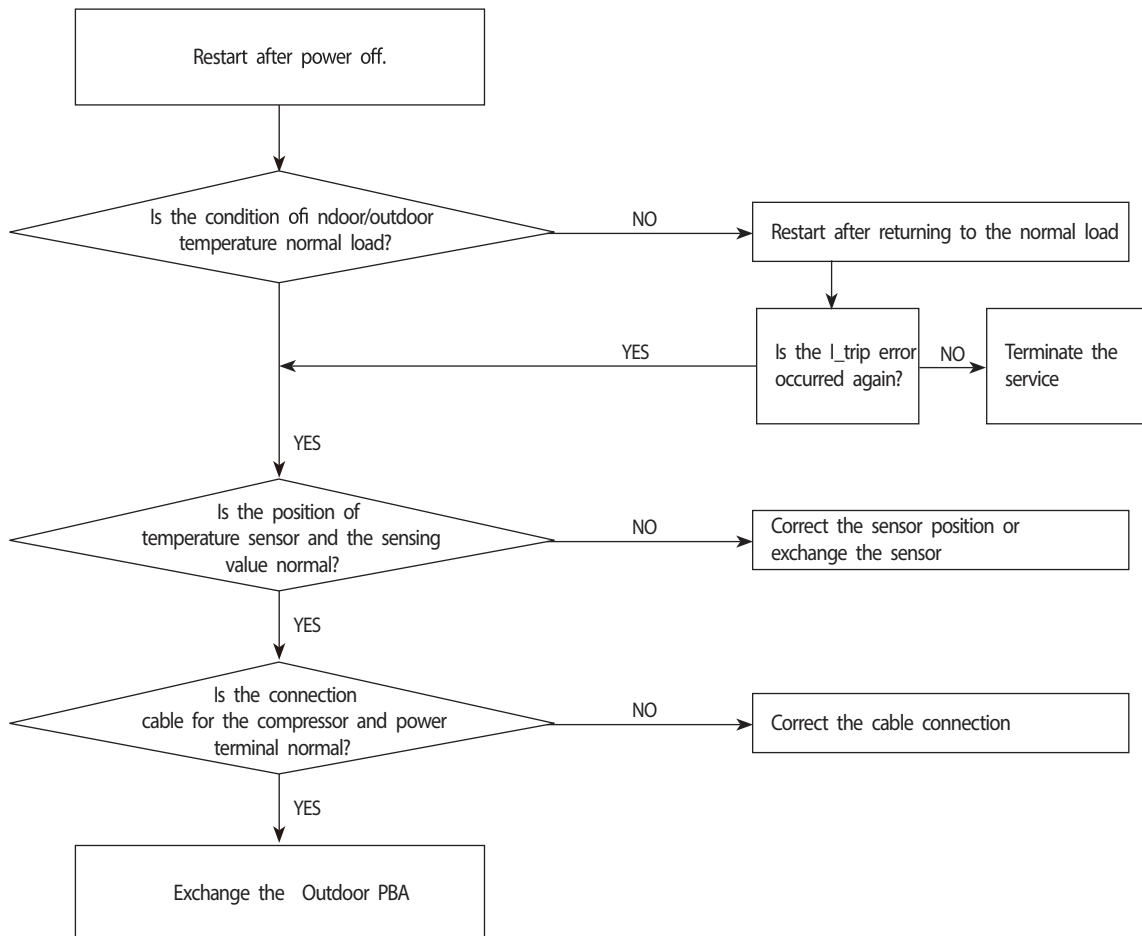 Restart after power off.
Is the condition ofi ndoor/outdoor
temperature normal load?
NO
Restart after returning to the normal load
YES
Is the I_trip error
occurred again?
NO
Terminate the
service
YES
Is the position of
temperature sensor and the sensing
value normal?
NO
Correct the sensor position or
exchange the sensor
YES
Is the connection
cable for the compressor and power
terminal normal?
NO
Correct the cable connection
YES
Exchange the Outdoor PBA